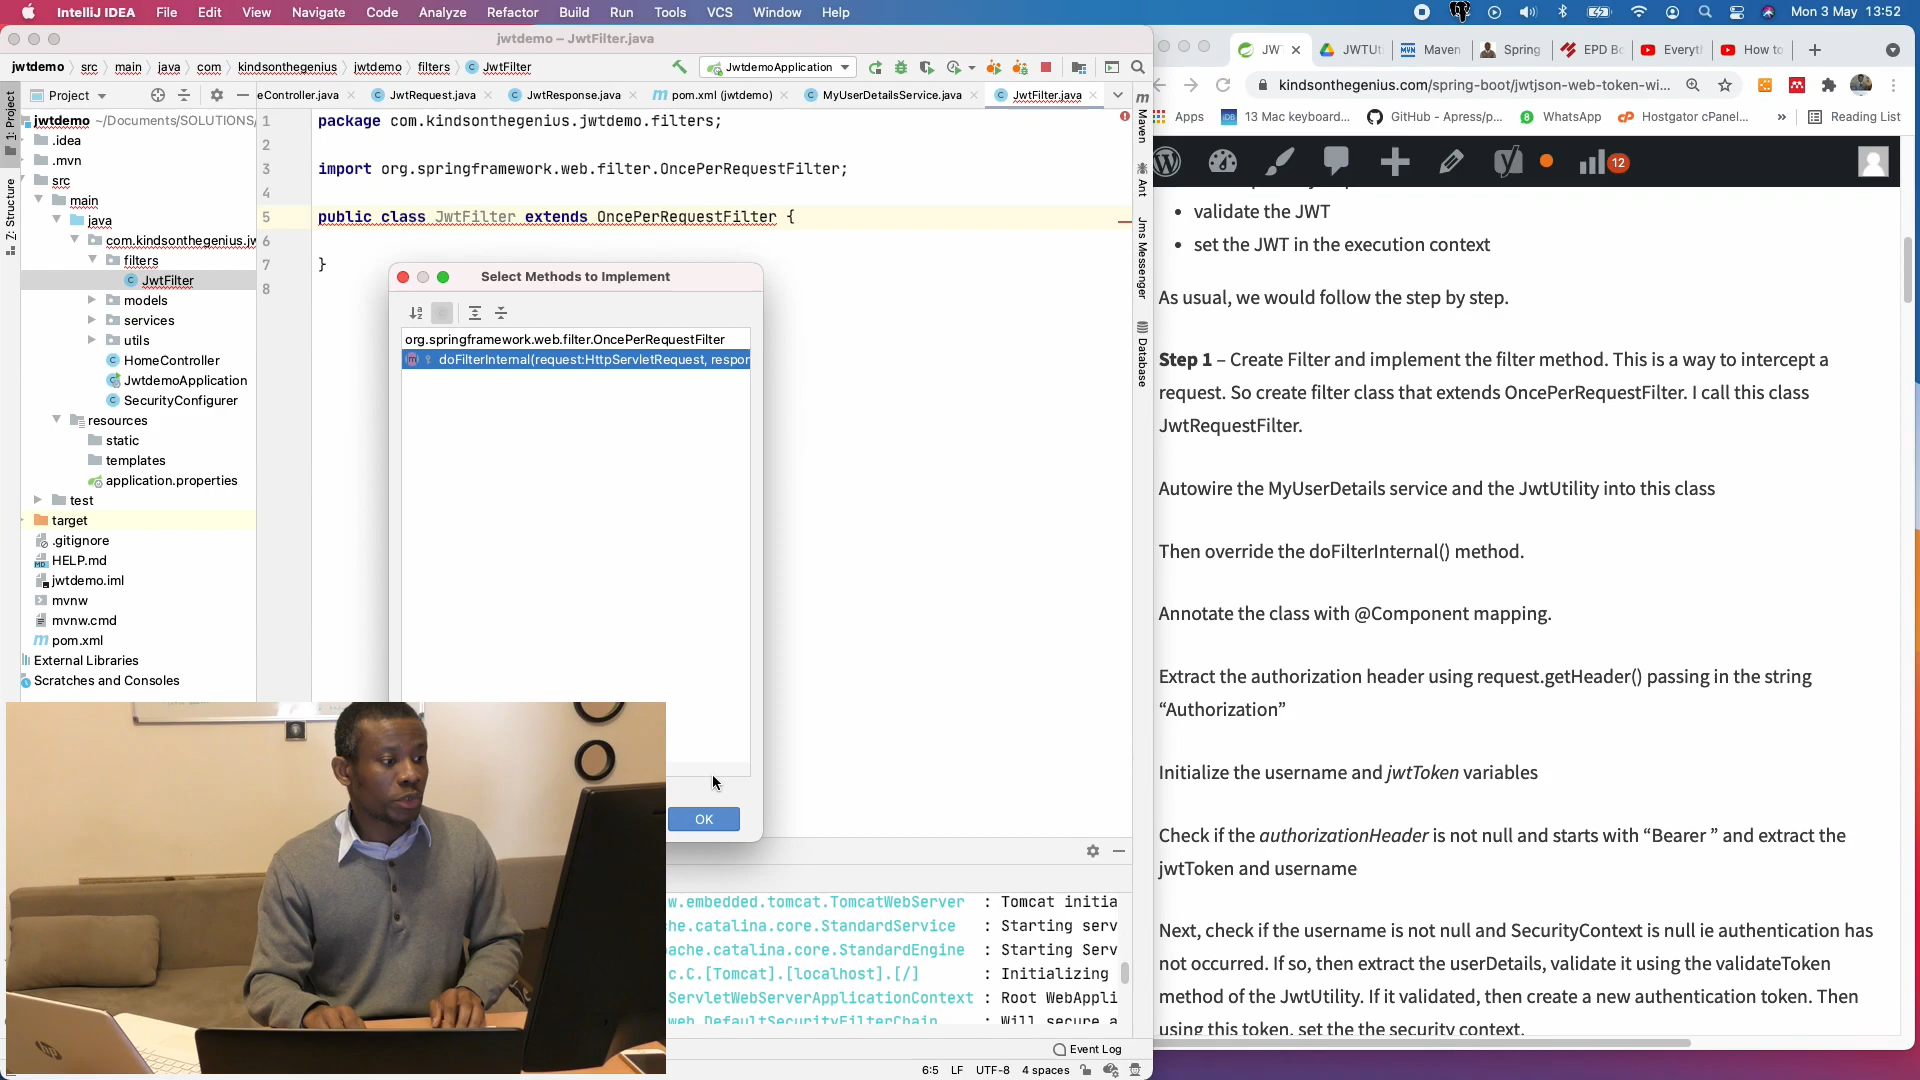 IntelliJ IDEA File Edit View Navigate Code Analyze Refactor Build Run Tools VCS Window Help
Mon 3 May 13:52
jwtdemo – JwtFilter.java
jwtdemo src main java com kindsonthegenius jwtdemo filters JwtFilter
JwtdemoApplication
Project
eController.java JwtRequest.java JwtResponse.java pom.xml (jwtdemo) MyUserDetailsService.java JwtFilter.java
1: Project
Z: Structure
jwtdemo ~/Documents/SOLUTIONS/
.idea
.mvn
src
main
java
com.kindsonthegenius.jw
filters
JwtFilter
models
services
utils
HomeController
JwtdemoApplication
SecurityConfigurer
resources
static
templates
application.properties
test
target
.gitignore
HELP.md
jwtdemo.iml
mvnw
mvnw.cmd
pom.xml
External Libraries
Scratches and Consoles
1 package com.kindsonthegenius.jwtdemo.filters;
2
3 import org.springframework.web.filter.OncePerRequestFilter;
4
5 public class JwtFilter extends OncePerRequestFilter {
6
7 }
8
Select Methods to Implement
org.springframework.web.filter.OncePerRequestFilter
doFilterInternal(request:HttpServletRequest, respor
OK
Maven
Ant
Jms Messenger
Database
w.embedded.tomcat.TomcatWebServer : Tomcat initia
he.catalina.core.StandardService : Starting serv
ache.catalina.core.StandardEngine : Starting Serv
c.C.[Tomcat].[localhost].[/] : Initializing
ServletWebServerApplicationContext : Root WebAppli
web.DefaultSecurityFilterChain : Will secure a
Event Log
6:5 LF UTF-8 4 spaces
hp
JW JWTUt Maven Spring EPD Bo Everyt How to
kindsonthegenius.com/spring-boot/jwtjson-web-token-wi...
Apps 13 Mac keyboard... GitHub - Apress/p... WhatsApp Hostgator cPanel... » Reading List
12
• validate the JWT
• set the JWT in the execution context
As usual, we would follow the step by step.
Step 1 – Create Filter and implement the filter method. This is a way to intercept a
request. So create filter class that extends OncePerRequestFilter. I call this class
JwtRequestFilter.
Autowire the MyUserDetails service and the JwtUtility into this class
Then override the doFilterInternal() method.
Annotate the class with @Component mapping.
Extract the authorization header using request.getHeader() passing in the string
“Authorization”
Initialize the username and jwtToken variables
Check if the authorizationHeader is not null and starts with “Bearer ” and extract the
jwtToken and username
Next, check if the username is not null and SecurityContext is null ie authentication has
not occurred. If so, then extract the userDetails, validate it using the validateToken
method of the JwtUtility. If it validated, then create a new authentication token. Then
using this token, set the the security context.